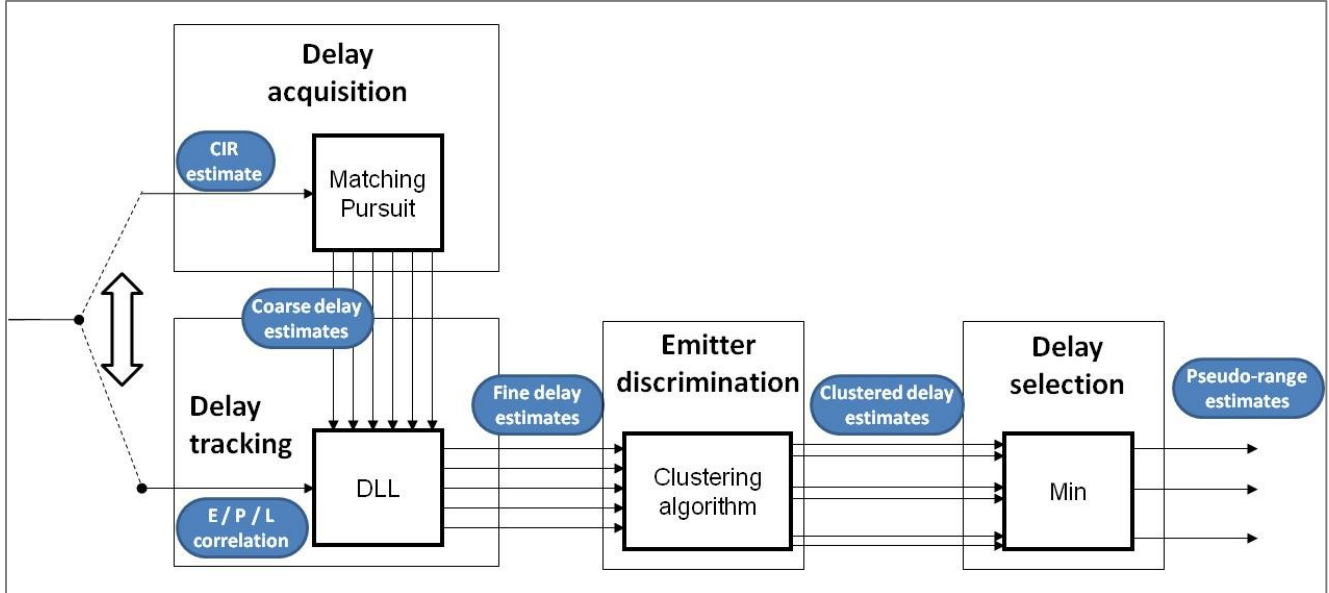 Delay
acquisition
CIR
estimate
Matching
Pursuit
Coarse delay
estimates
Delay
tracking
DLL
E / P / L
correlation
Fine delay
estimates
Emitter
discrimination
Clustering
algorithm
Clustered delay
estimates
Delay
selection
Min
Pseudo-range
estimates